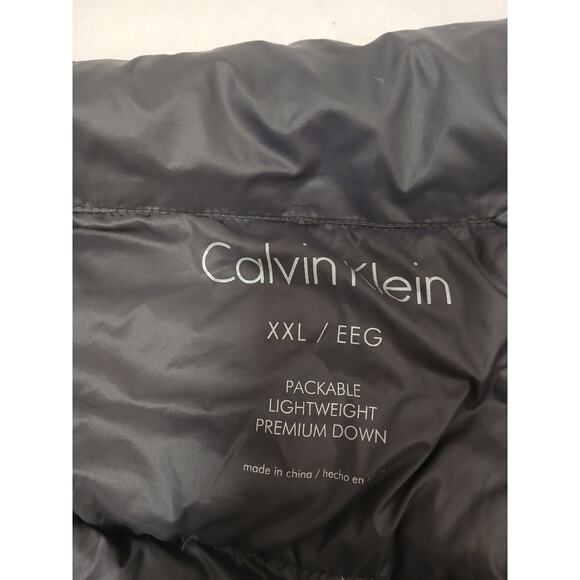 Calvin Klein
XXL / EEG
PACKABLE
LIGHTWEIGHT
PREMIUM DOWN
made in china / hecho en